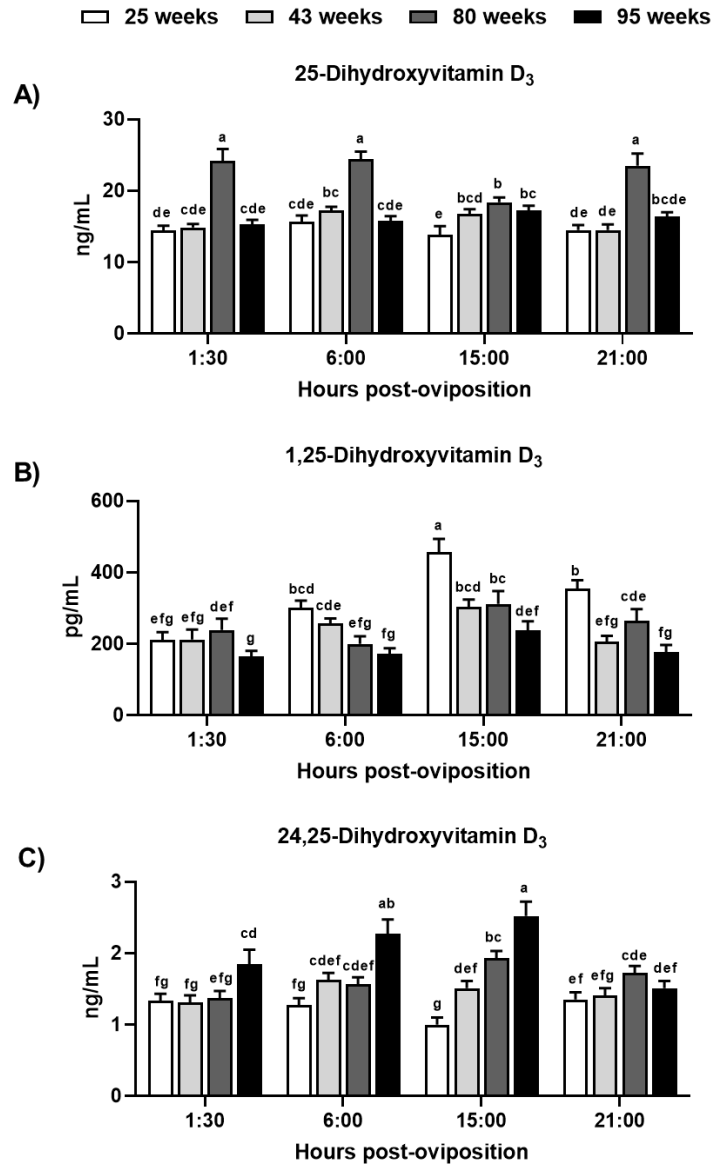 25 weeks 43 weeks 80 weeks 95 weeks
25-Dihydroxyvitamin D₃
A)
30
20
10
0
ng/mL
a a a
de cde cde cde bc cde e bcd b bc de de bcde
1:30 6:00 15:00 21:00
Hours post-oviposition
1,25-Dihydroxyvitamin D₃
B)
600
400
200
0
pg/mL
efg efg def g bcd cde efg fg a bcd bc def b efg cde fg
1:30 6:00 15:00 21:00
Hours post-oviposition
24,25-Dihydroxyvitamin D₃
C)
3
2
1
0
ng/mL
fg fg efg cd fg cdef cdef ab g def bc a ef efg cde def
1:30 6:00 15:00 21:00
Hours post-oviposition